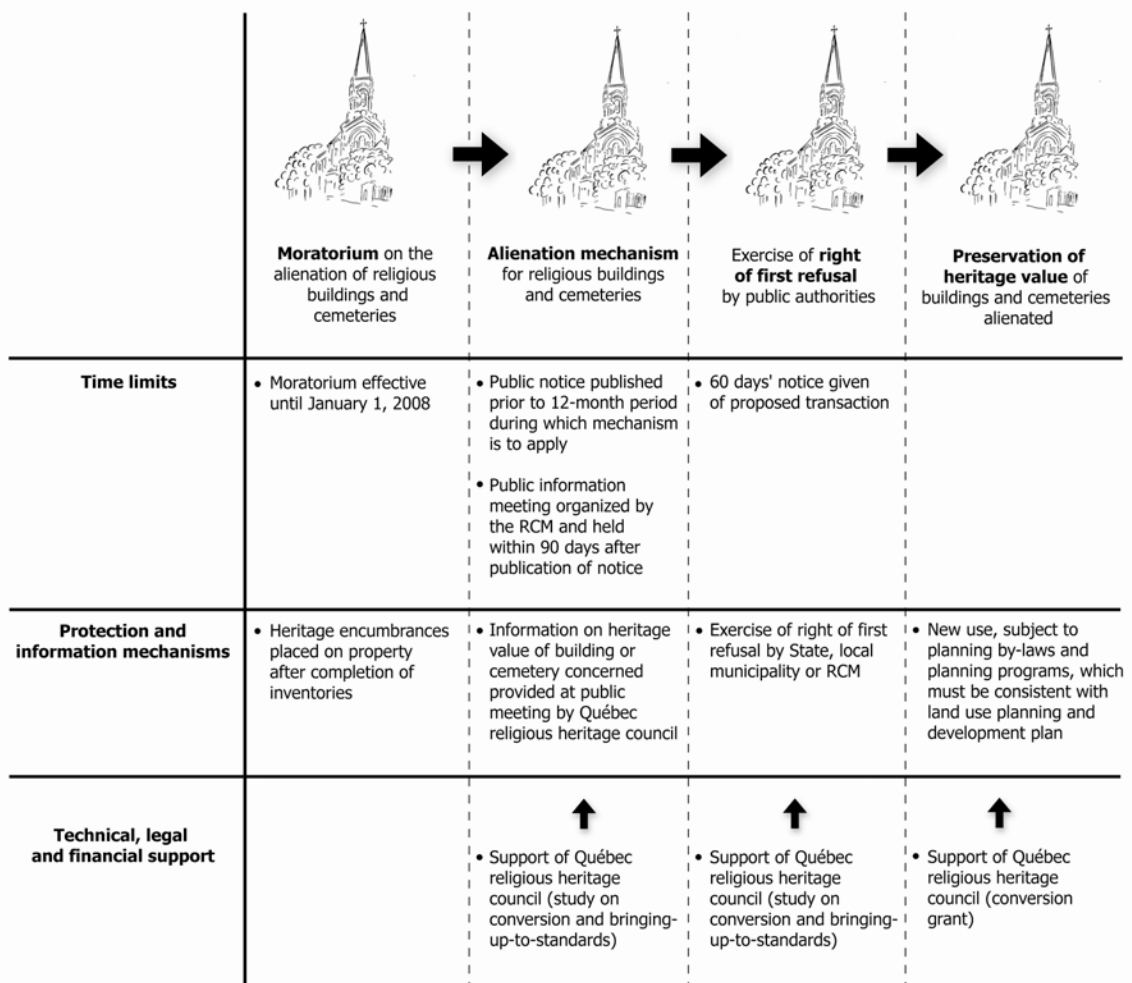 Moratorium on the
alienation of religious
buildings and
cemeteries
Alienation mechanism
for religious buildings
and cemeteries
Exercise of right
of first refusal
by public authorities
Preservation of
heritage value of
buildings and cemeteries
alienated
Time limits
• Moratorium effective
until January 1, 2008
• Public notice published
prior to 12-month period
during which mechanism
is to apply
• Public information
meeting organized by
the RCM and held
within 90 days after
publication of notice
• 60 days' notice given
of proposed transaction
Protection and
information mechanisms
• Heritage encumbrances
placed on property
after completion of
inventories
• Information on heritage
value of building or
cemetery concerned
provided at public
meeting by Québec
religious heritage council
• Exercise of right of first
refusal by State, local
municipality or RCM
• New use, subject to
planning by-laws and
planning programs, which
must be consistent with
land use planning and
development plan
Technical, legal
and financial support
• Support of Québec
religious heritage
council (study on
conversion and bringing-
up-to-standards)
• Support of Québec
religious heritage
council (study on
conversion and bringing-
up-to-standards)
• Support of Québec
religious heritage
council (conversion
grant)